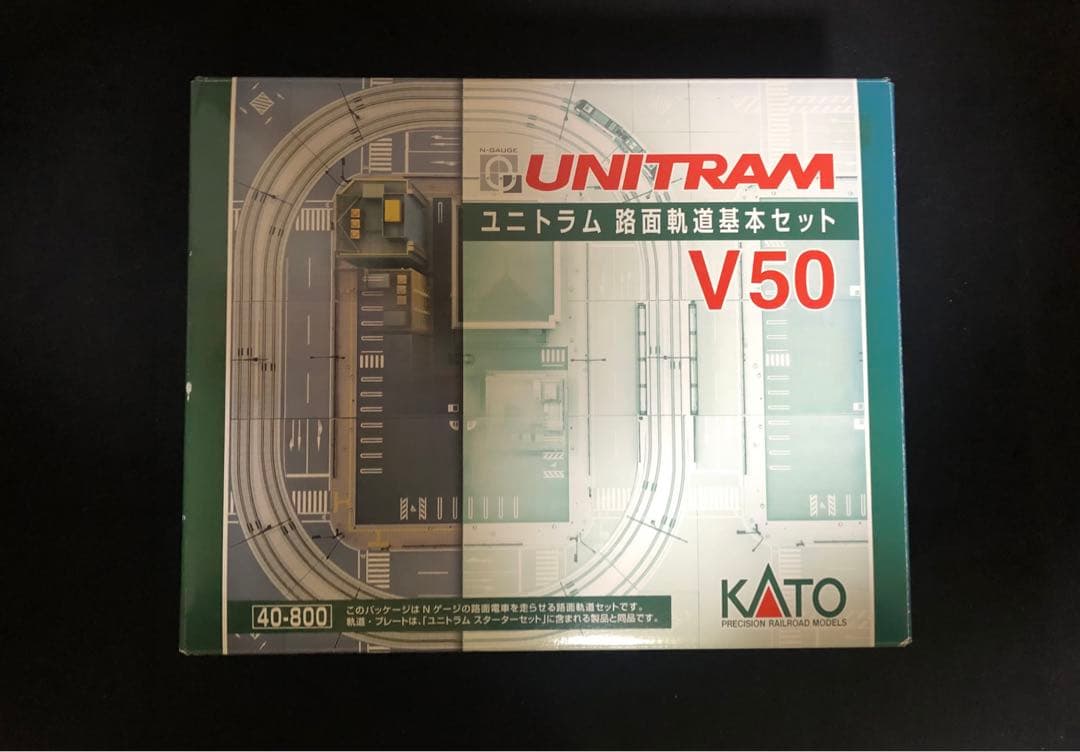 N-GAUGE
UNITRAM
ユニトラム 路面軌道基本セット
V50
40-800
このパッケージはNゲージの路面電車を走らせる路面軌道セットです。
軌道・プレートは、「ユニトラム スターターセット」に含まれる製品と同品です。
KATO
PRECISION RAILROAD MODELS